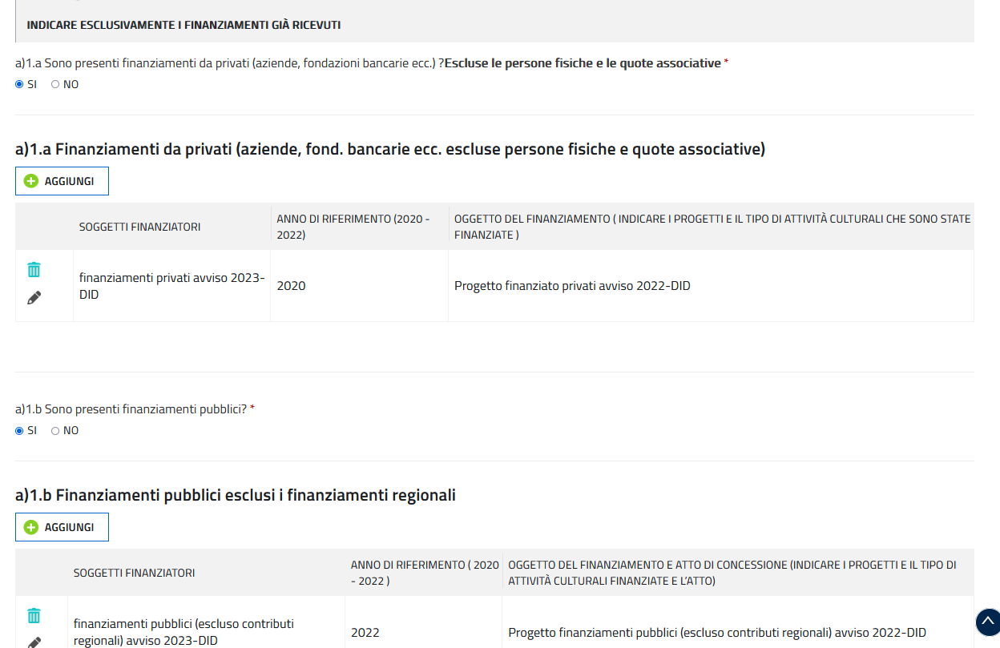 INDICARE ESCLUSIVAMENTE I FINANZIAMENTI GIÀ RICEVUTI
a)1.a Sono presenti finanziamenti da privati (aziende, fondazioni bancarie ecc.) ?Escluse le persone fisiche e le quote associative *
SI NO
a)1.a Finanziamenti da privati (aziende, fond. bancarie ecc. escluse persone fisiche e quote associative)
AGGIUNGI
SOGGETTI FINANZIATORI
ANNO DI RIFERIMENTO (2020 -
2022)
OGGETTO DEL FINANZIAMENTO ( INDICARE I PROGETTI E IL TIPO DI ATTIVITÀ CULTURALI CHE SONO STATE
FINANZIATE )
finanziamenti privati avviso 2023-
DID
2020
Progetto finanziato privati avviso 2022-DID
a)1.b Sono presenti finanziamenti pubblici? *
SI NO
a)1.b Finanziamenti pubblici esclusi i finanziamenti regionali
AGGIUNGI
SOGGETTI FINANZIATORI
ANNO DI RIFERIMENTO ( 2020
- 2022 )
OGGETTO DEL FINANZIAMENTO E ATTO DI CONCESSIONE (INDICARE I PROGETTI E IL TIPO DI
ATTIVITÀ CULTURALI FINANZIATE E L'ATTO)
finanziamenti pubblici (escluso contributi
regionali) avviso 2023-DID
2022
Progetto finanziamenti pubblici (escluso contributi regionali) avviso 2022-DID